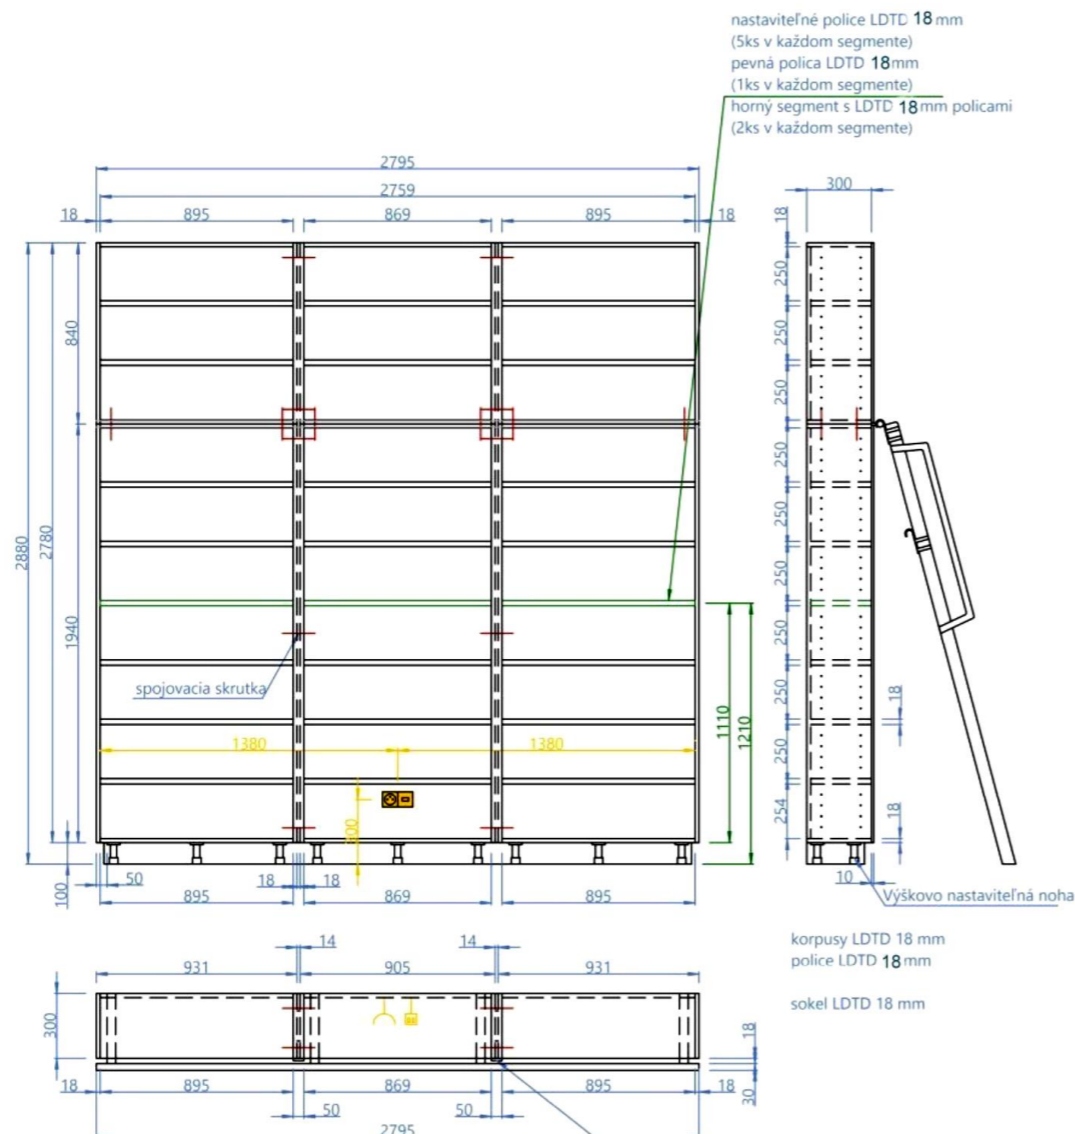 nastaviteľné police LDTD 18 mm
(5ks v každom segmente)
pevná polica LDTD 18mm
(1ks v každom segmente)
horný segment s LDTD 18mm policami
(2ks v každom segmente)
2795
2759
300
18 895 869 895 18
18
250
250
250
250
250
250
250
250
250
254
18
18
840
2880
2780
1940
spojovacia skrutka
1110
1210
1380 1380
100
50
18 18
10
895 869 895
Výškovo nastaviteľná noha
korpusy LDTD 18 mm
police LDTD 18mm
sokel LDTD 18 mm
14 14
931 905 931
300
18
30
18 895 869 895 18
50 50
2795